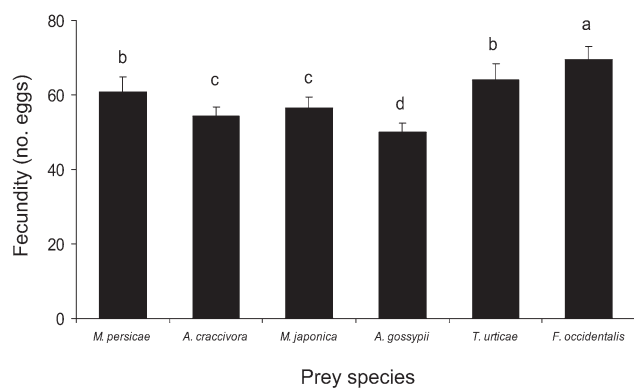 80
60
40
20
0
Fecundity (no. eggs)
b
c
c
d
b
a
M. persicae
A. craccivora
M. japonica
A. gossypii
T. urticae
F. occidentalis
Prey species